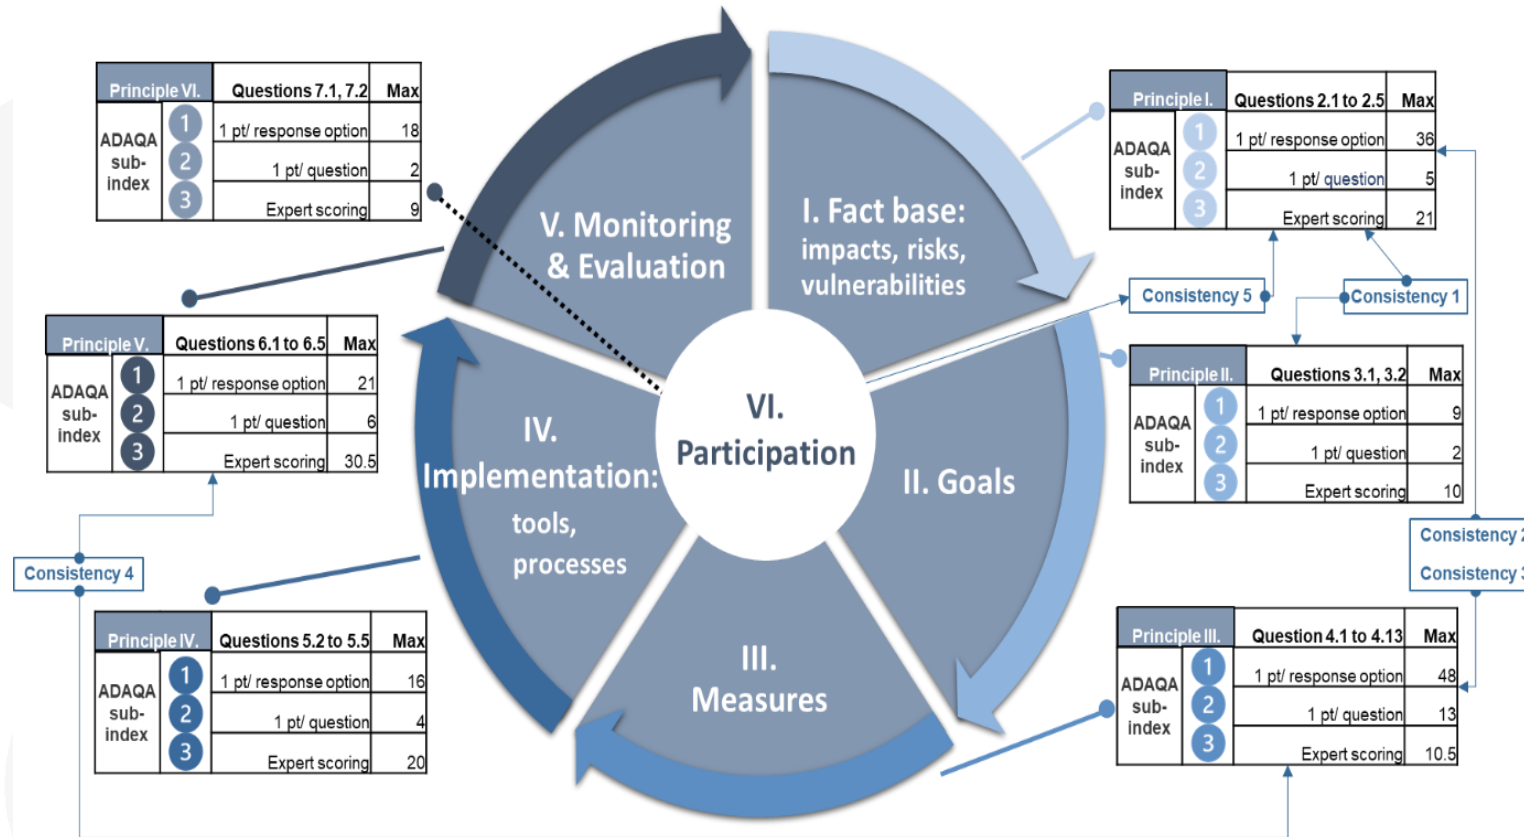 Principle VI. Questions 7.1, 7.2 Max
ADAQA sub-index
1 1 pt/ response option 18
2 1 pt/ question 2
3 Expert scoring 9
Principle V. Questions 6.1 to 6.5 Max
ADAQA sub-index
1 1 pt/ response option 21
2 1 pt/ question 6
3 Expert scoring 30.5
Consistency 4
Principle IV. Questions 5.2 to 5.5 Max
ADAQA sub-index
1 1 pt/ response option 16
2 1 pt/ question 4
3 Expert scoring 20
V. Monitoring
& Evaluation
I. Fact base:
impacts, risks,
vulnerabilities
VI.
Participation
IV.
Implementation:
tools,
processes
II. Goals
III.
Measures
Principle I. Questions 2.1 to 2.5 Max
ADAQA sub-index
1 1 pt/ response option 36
2 1 pt/ question 5
3 Expert scoring 21
Consistency 5
Consistency 1
Principle II. Questions 3.1, 3.2 Max
ADAQA sub-index
1 1 pt/ response option 9
2 1 pt/ question 2
3 Expert scoring 10
Consistency 2
Consistency 3
Principle III. Question 4.1 to 4.13 Max
ADAQA sub-index
1 1 pt/ response option 48
2 1 pt/ question 13
3 Expert scoring 10.5